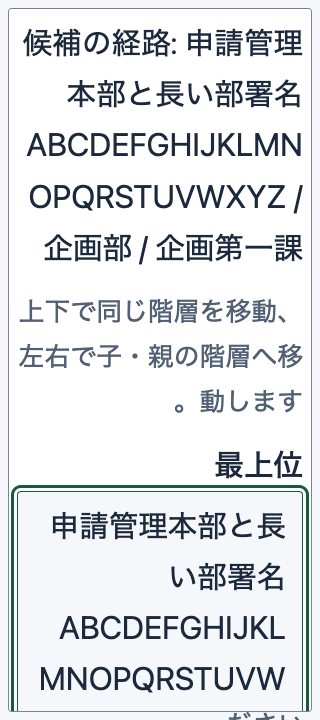 候補の経路: 申請管理
本部と長い部署名
ABCDEFGHIJKLMN
OPQRSTUVWXYZ /
企画部 / 企画第一課
上下で同じ階層を移動、
左右で子・親の階層へ移
動します。
最上位
申請管理本部と長
い部署名
ABCDEFGHIJKL
MNOPQRSTUVW